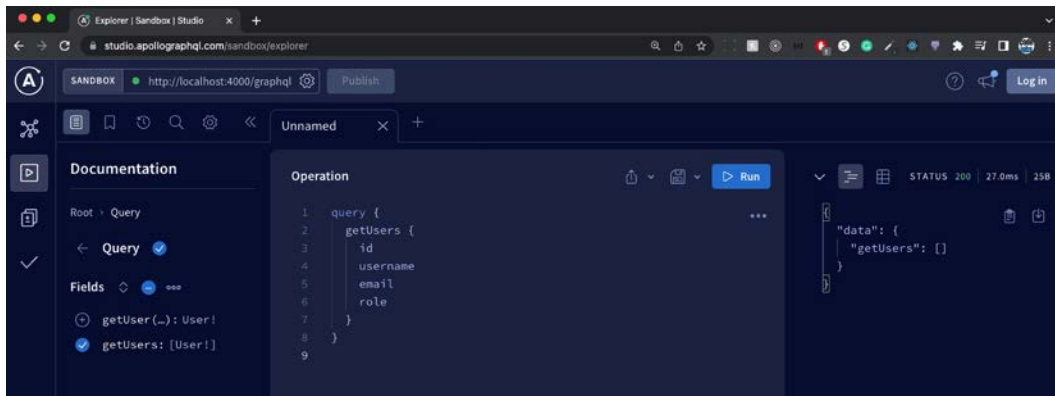 Explorer | Sandbox | Studio
studio.apollographql.com/sandbox/explorer
SANDBOX http://localhost:4000/graphql Publish Log in
Unnamed
Documentation
Root › Query
Query
Fields
getUser(…): User!
getUsers: [User!]
Operation Run
1 query {
2 getUsers {
3 id
4 username
5 email
6 role
7 }
8 }
9
STATUS 200 27.0ms 25B
{
"data": {
"getUsers": []
}
}